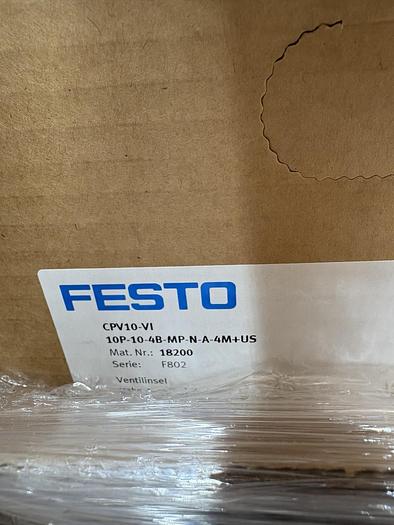 FESTO
CPV10-VI
10P-10-4B-MP-N-A-4M+US
Mat. Nr.: 18200
Serie: F802
Ventilinsel